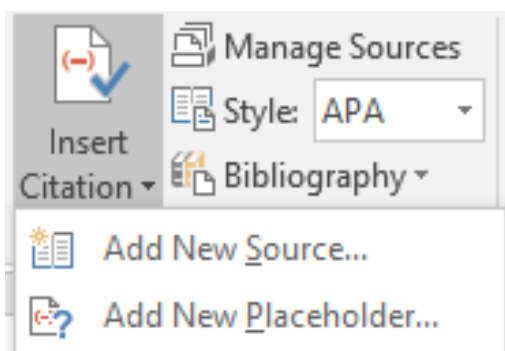 Insert
Citation
Manage Sources
Style: APA
Bibliography
Add New Source...
Add New Placeholder...